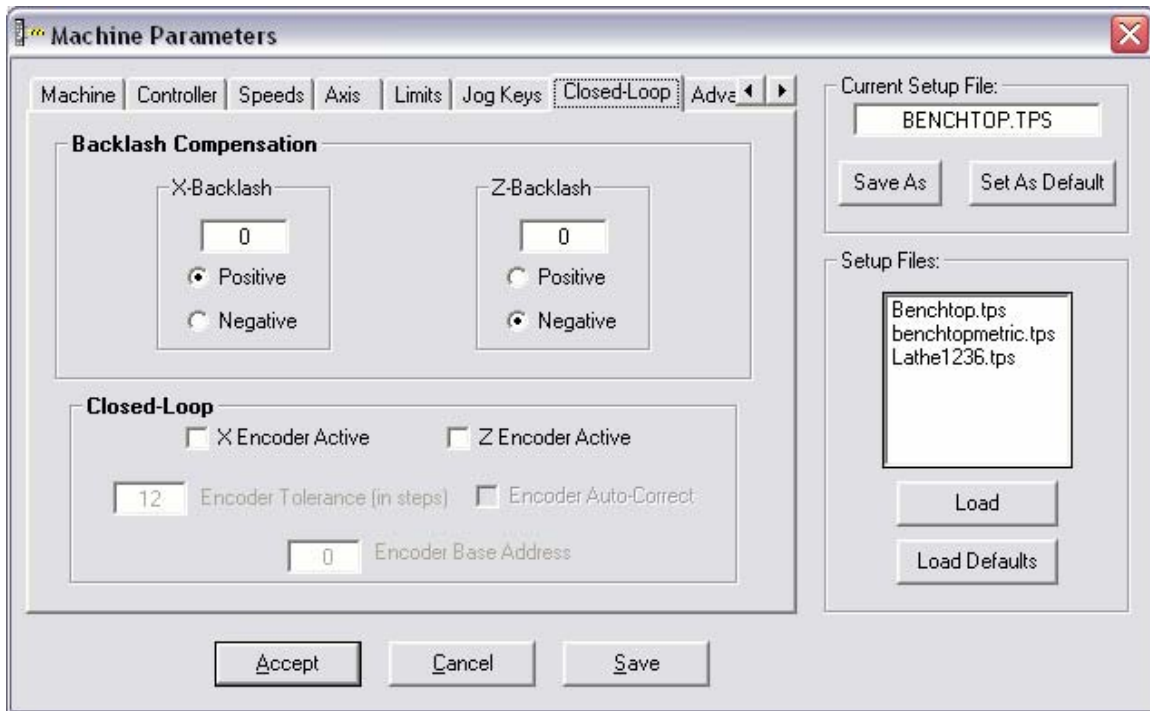 Machine Parameters
Machine Controller Speeds Axis Limits Jog Keys Closed-Loop Adva
Backlash Compensation
X-Backlash Z-Backlash
0 0
Positive Positive
Negative Negative
Closed-Loop
X Encoder Active Z Encoder Active
12 Encoder Tolerance (in steps) Encoder Auto-Correct
0 Encoder Base Address
Accept Cancel Save
Current Setup File:
BENCHTOP.TPS
Save As Set As Default
Setup Files:
Benchtop.tps
benchtopmetric.tps
Lathe1236.tps
Load
Load Defaults